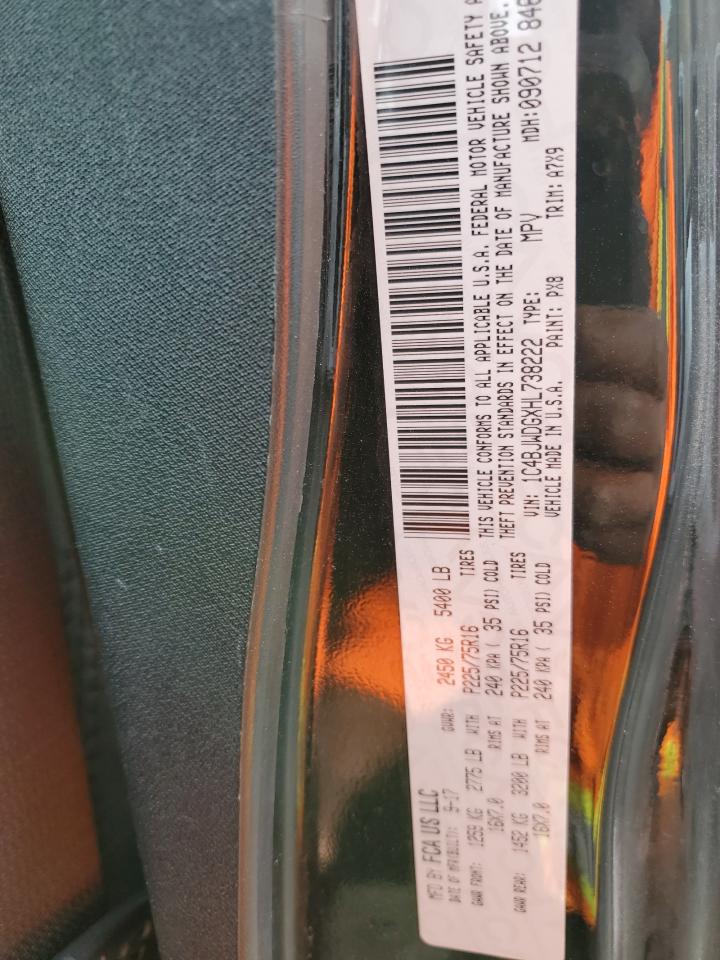 MFD BY FCA US LLC
DATE OF MFR(BUILT): 9-17 GVWR: 2450 KG 5400 LB
GAWR FRONT: 1259 KG 2775 LB WITH P225/75R16 TIRES
16X7.0 RIMS AT 240 KPA ( 35 PSI) COLD
GAWR REAR: 1452 KG 3200 LB WITH P225/75R16 TIRES
16X7.0 RIMS AT 240 KPA ( 35 PSI) COLD
THIS VEHICLE CONFORMS TO ALL APPLICABLE U.S.A. FEDERAL MOTOR VEHICLE SAFETY
THEFT PREVENTION STANDARDS IN EFFECT ON THE DATE OF MANUFACTURE SHOWN ABOVE.
VIN: 1C4BJWDGXHL738222 TYPE: MPV MDH:090712
VEHICLE MADE IN U.S.A. PAINT: PX8 TRIM: A7X9